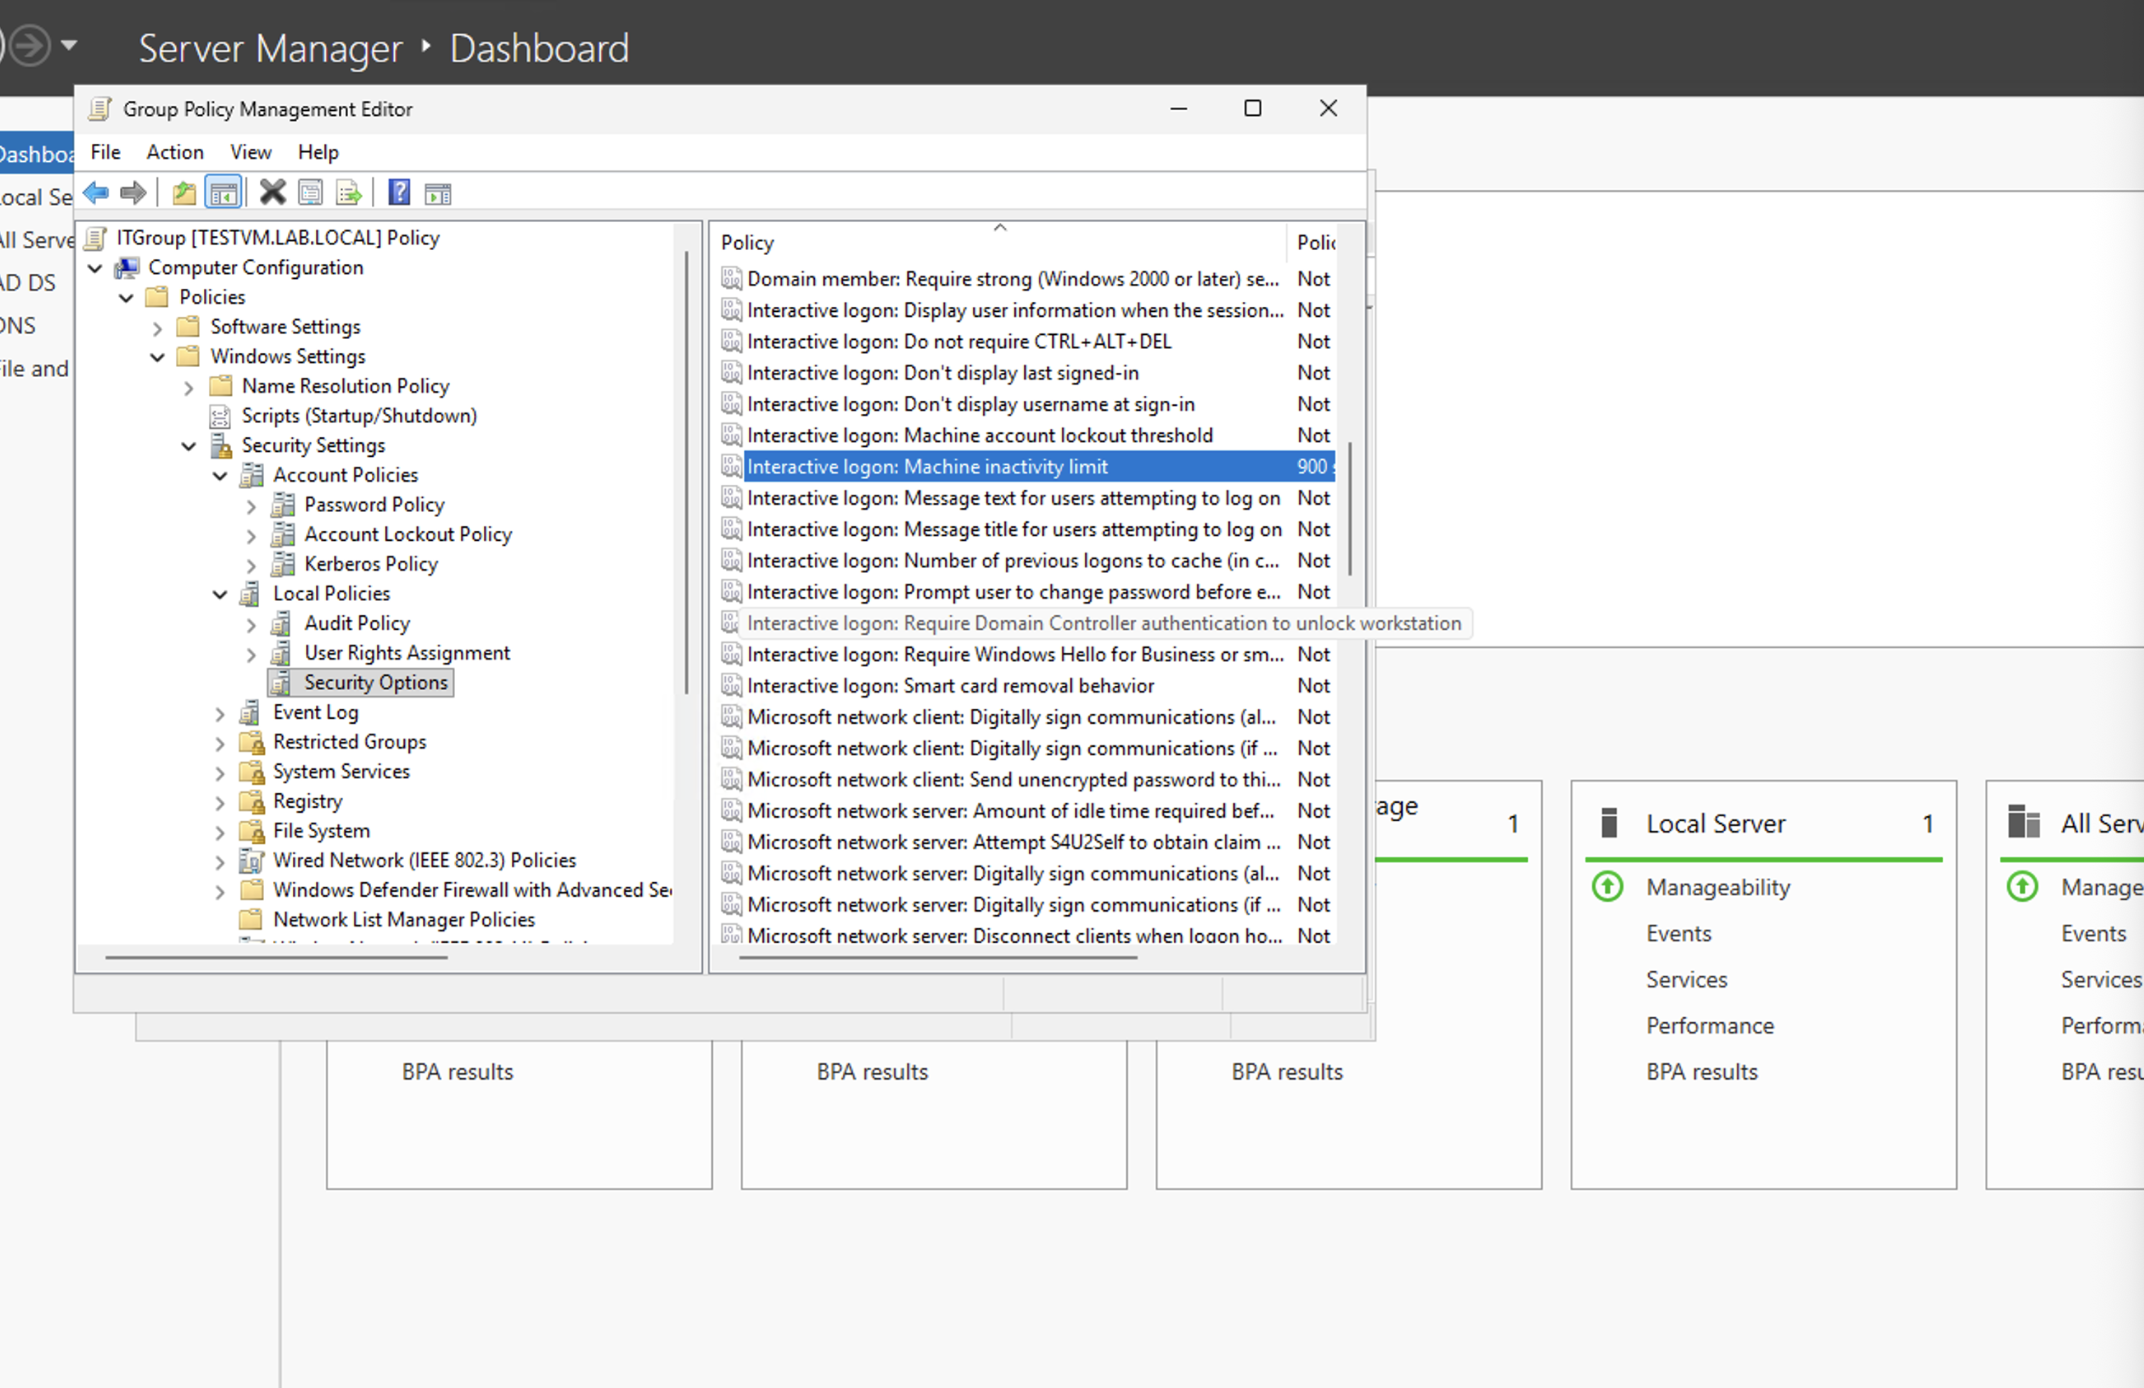 Server Manager ‣ Dashboard
Group Policy Management Editor
File Action View Help
Dashboa
ocal Se
All Serve
AD DS
DNS
File and
ITGroup [TESTVM.LAB.LOCAL] Policy
Computer Configuration
Policies
Software Settings
Windows Settings
Name Resolution Policy
Scripts (Startup/Shutdown)
Security Settings
Account Policies
Password Policy
Account Lockout Policy
Kerberos Policy
Local Policies
Audit Policy
User Rights Assignment
Security Options
Event Log
Restricted Groups
System Services
Registry
File System
Wired Network (IEEE 802.3) Policies
Windows Defender Firewall with Advanced Se
Network List Manager Policies
Policy Polic
Domain member: Require strong (Windows 2000 or later) se... Not
Interactive logon: Display user information when the session... Not
Interactive logon: Do not require CTRL+ALT+DEL Not
Interactive logon: Don't display last signed-in Not
Interactive logon: Don't display username at sign-in Not
Interactive logon: Machine account lockout threshold Not
Interactive logon: Machine inactivity limit 900 s
Interactive logon: Message text for users attempting to log on Not
Interactive logon: Message title for users attempting to log on Not
Interactive logon: Number of previous logons to cache (in c... Not
Interactive logon: Prompt user to change password before e... Not
Interactive logon: Require Domain Controller authentication to unlock workstation
Interactive logon: Require Windows Hello for Business or sm... Not
Interactive logon: Smart card removal behavior Not
Microsoft network client: Digitally sign communications (al... Not
Microsoft network client: Digitally sign communications (if ... Not
Microsoft network client: Send unencrypted password to thi... Not
Microsoft network server: Amount of idle time required bef... Not
Microsoft network server: Attempt S4U2Self to obtain claim ... Not
Microsoft network server: Digitally sign communications (al... Not
Microsoft network server: Digitally sign communications (if ... Not
Microsoft network server: Disconnect clients when logon ho... Not
BPA results
BPA results
rage 1
BPA results
Local Server 1
Manageability
Events
Services
Performance
BPA results
All Serv
Manage
Events
Services
Performa
BPA resu